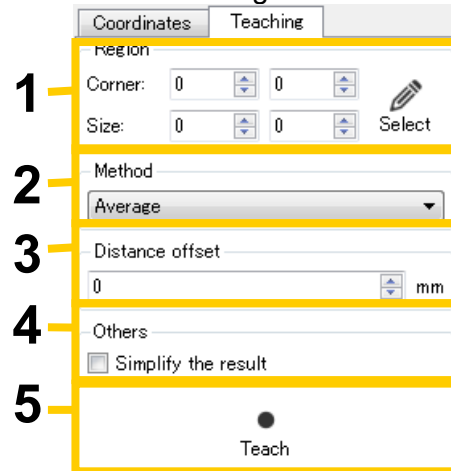 Coordinates Teaching
1
Region
Corner: 0 0
Size: 0 0 Select
2
Method
Average
3
Distance offset
0 mm
4
Others
Simplify the result
5
Teach